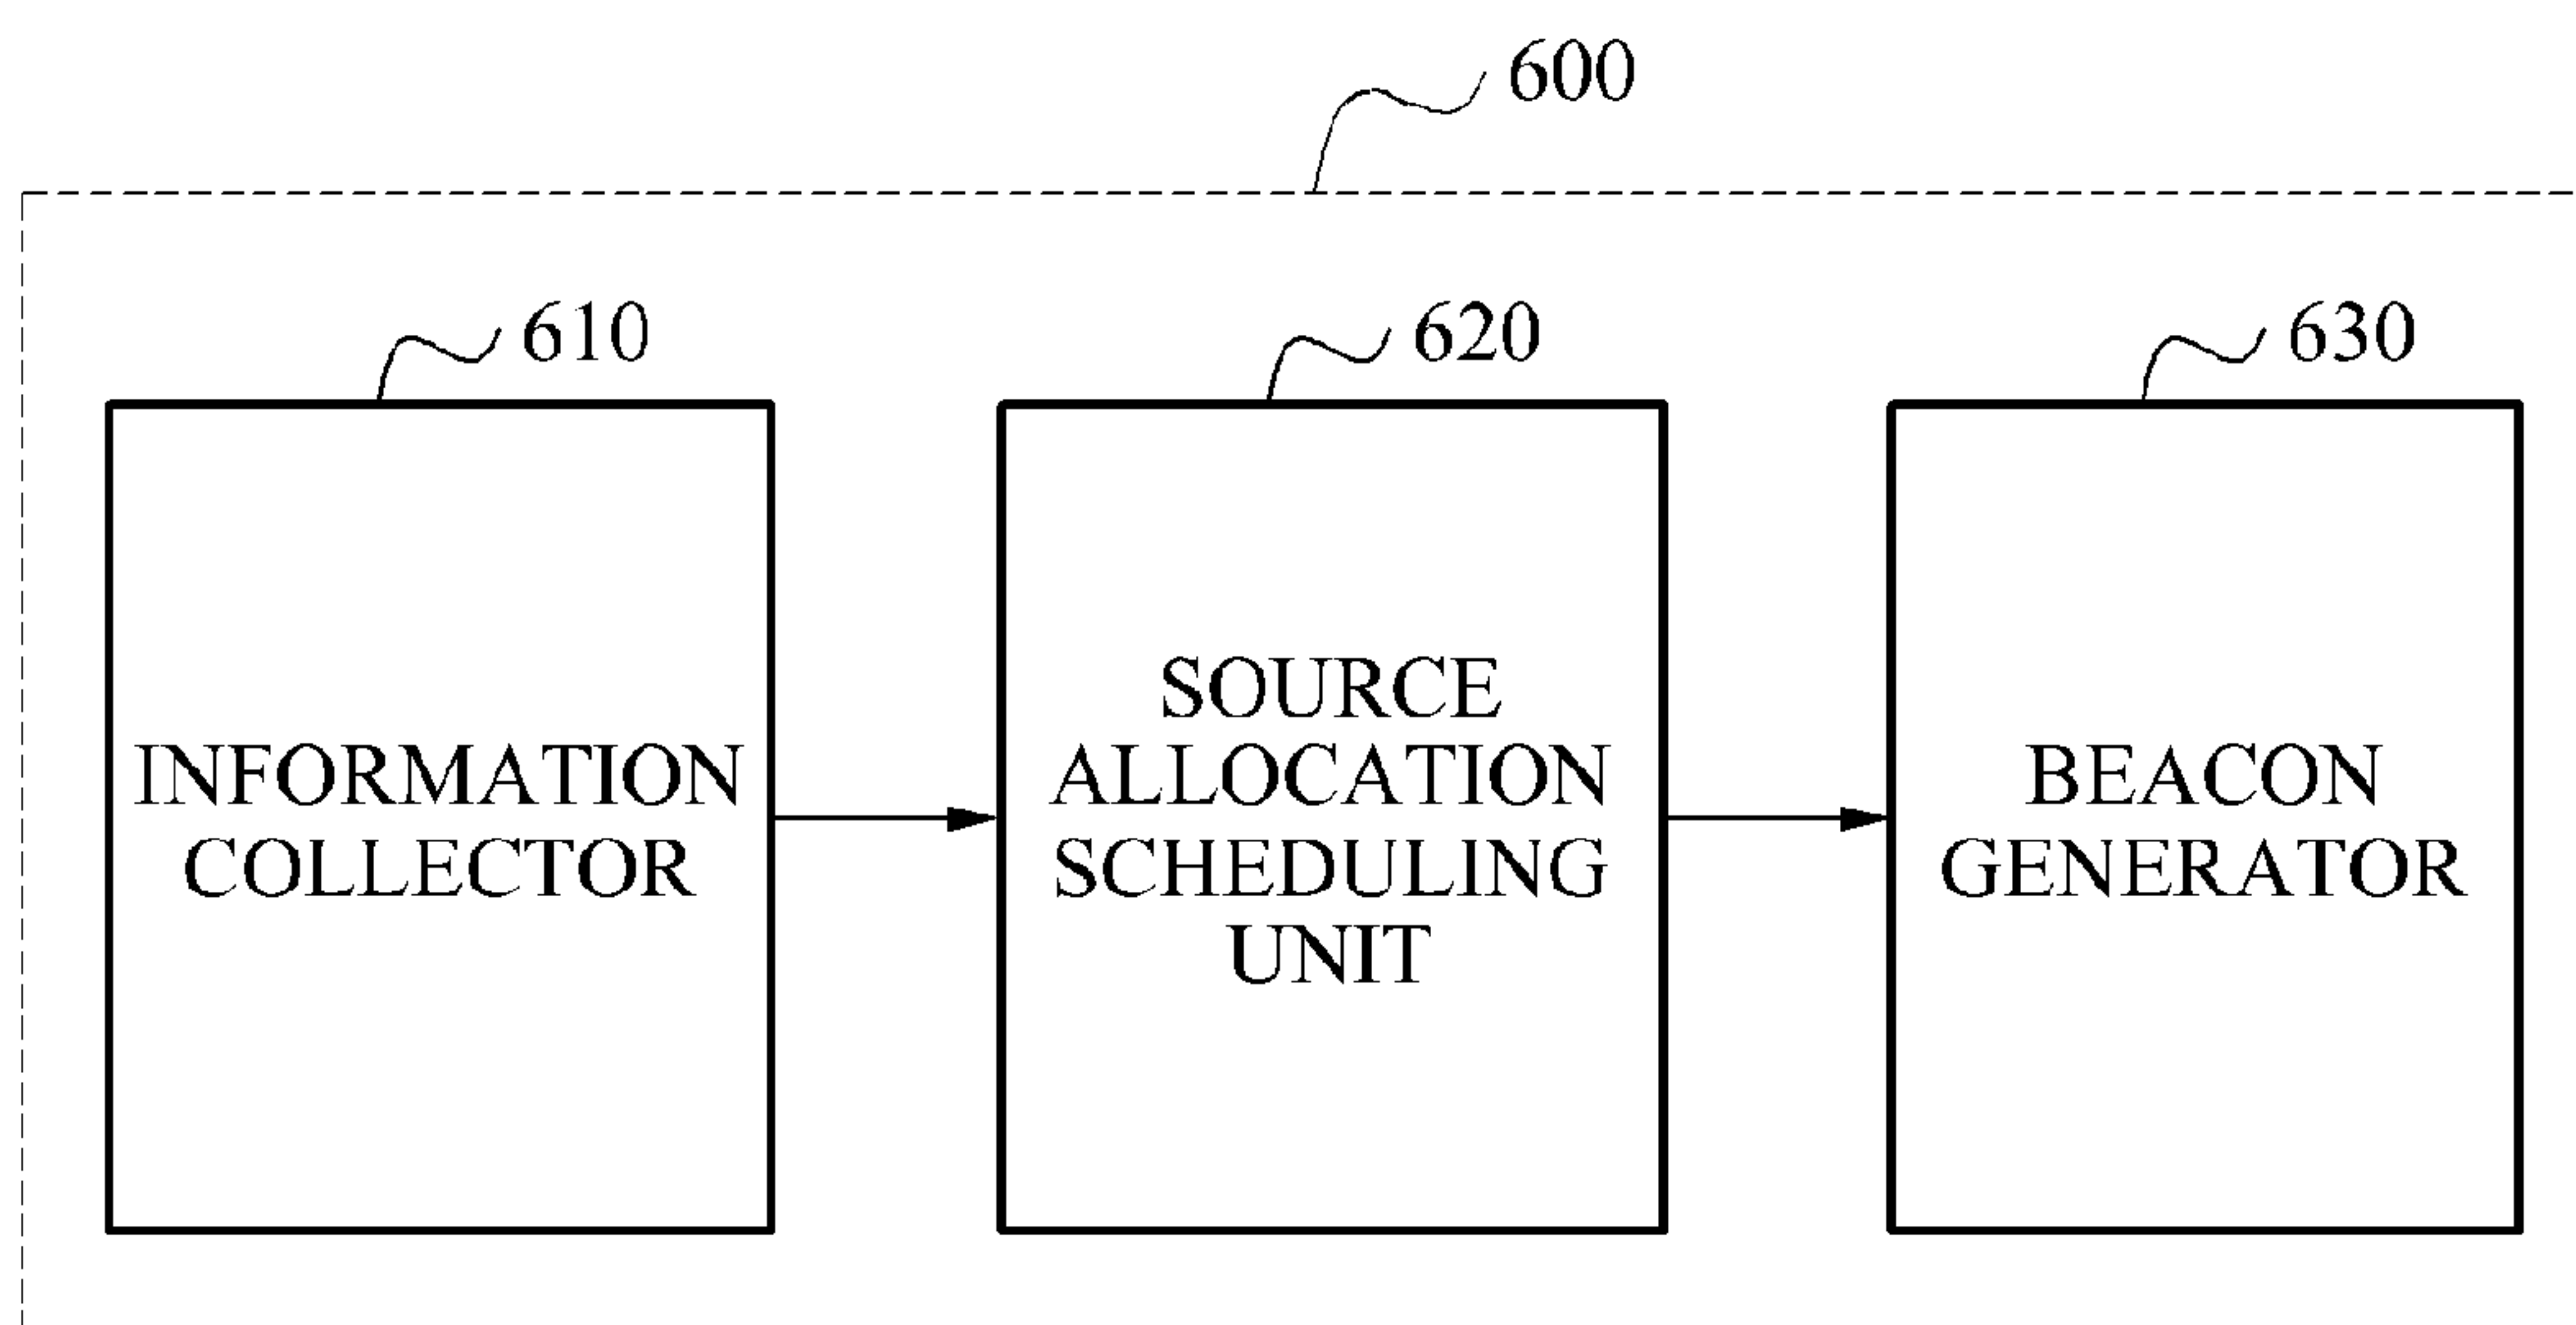 600
610
620
630
INFORMATION
COLLECTOR
SOURCE
ALLOCATION
SCHEDULING
UNIT
BEACON
GENERATOR